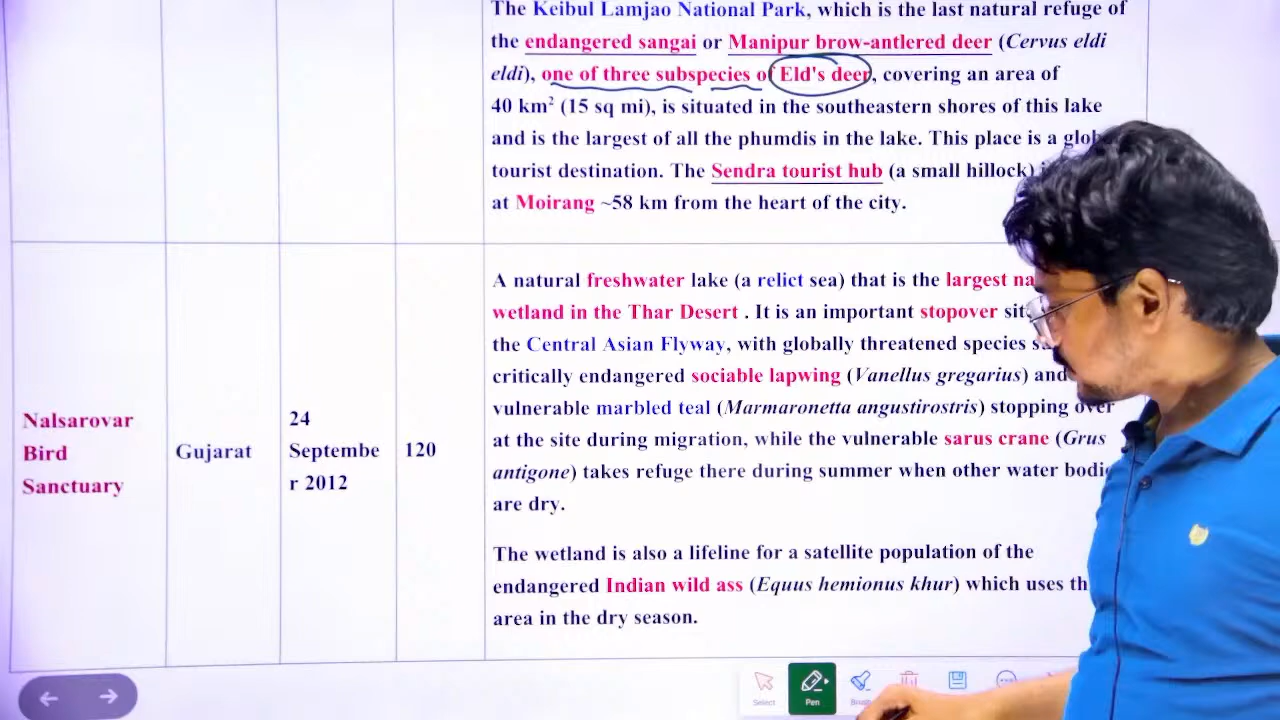 The Keibul Lamjao National Park, which is the last natural refuge of
the endangered sangai or Manipur brow-antlered deer (Cervus eldi
eldi), one of three subspecies of Eld's deer, covering an area of
40 km² (15 sq mi), is situated in the southeastern shores of this lake
and is the largest of all the phumdis in the lake. This place is a
tourist destination. The Sendra tourist hub (a small hillock)
at Moirang ~58 km from the heart of the city.
Nalsarovar
Bird
Sanctuary
Gujarat
24
Septembe
r 2012
120
A natural freshwater lake (a relict sea) that is the largest
wetland in the Thar Desert . It is an important stopover
the Central Asian Flyway, with globally threatened species
critically endangered sociable lapwing (Vanellus gregarius) and
vulnerable marbled teal (Marmaronetta angustirostris) stopping over
at the site during migration, while the vulnerable sarus crane (Grus
antigone) takes refuge there during summer when other water
are dry.
The wetland is also a lifeline for a satellite population of the
endangered Indian wild ass (Equus hemionus khur) which uses
area in the dry season.
Select
Pen